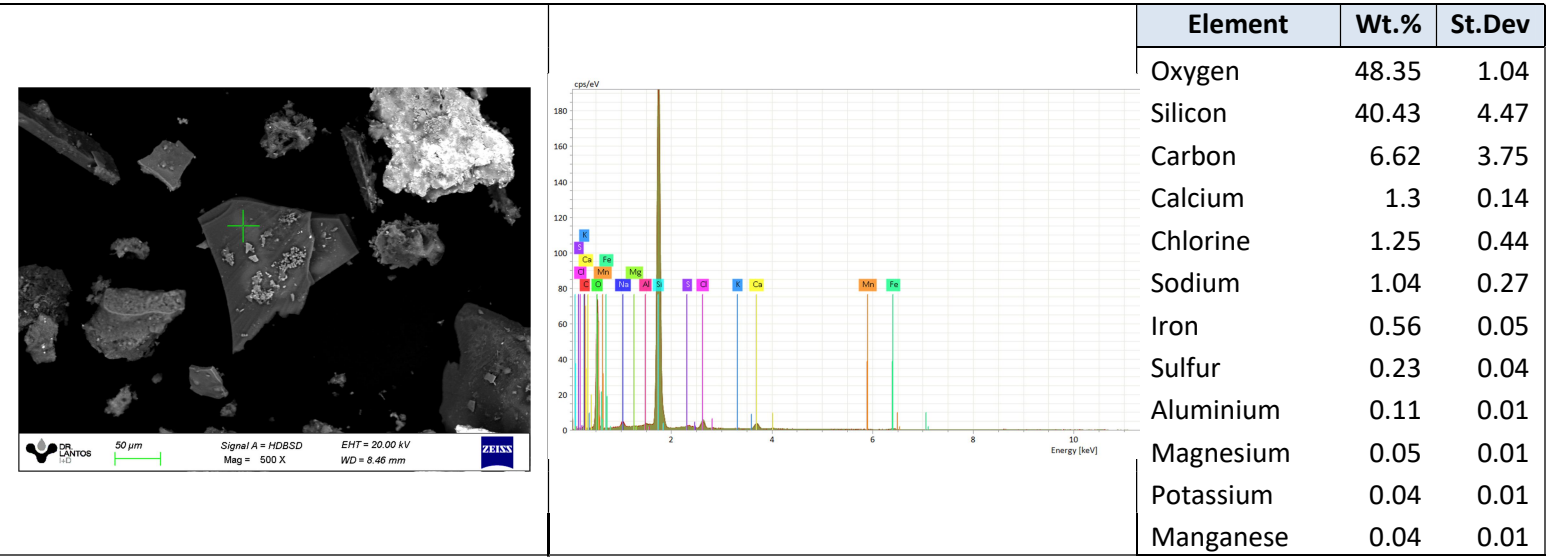 DR.
LANTOS
I+D
50 µm
Signal A = HDBSD
EHT = 20.00 kV
Mag = 500 X
WD = 8.46 mm
ZEISS
cps/eV
180
160
140
120
100
80
60
40
20
0
K
S
Ca Fe
Cl Mn Mg
C O Na Al Si S Cl K Ca Mn Fe
2 4 6 8 10
Energy [keV]
Element Wt.% St.Dev
Oxygen 48.35 1.04
Silicon 40.43 4.47
Carbon 6.62 3.75
Calcium 1.3 0.14
Chlorine 1.25 0.44
Sodium 1.04 0.27
Iron 0.56 0.05
Sulfur 0.23 0.04
Aluminium 0.11 0.01
Magnesium 0.05 0.01
Potassium 0.04 0.01
Manganese 0.04 0.01